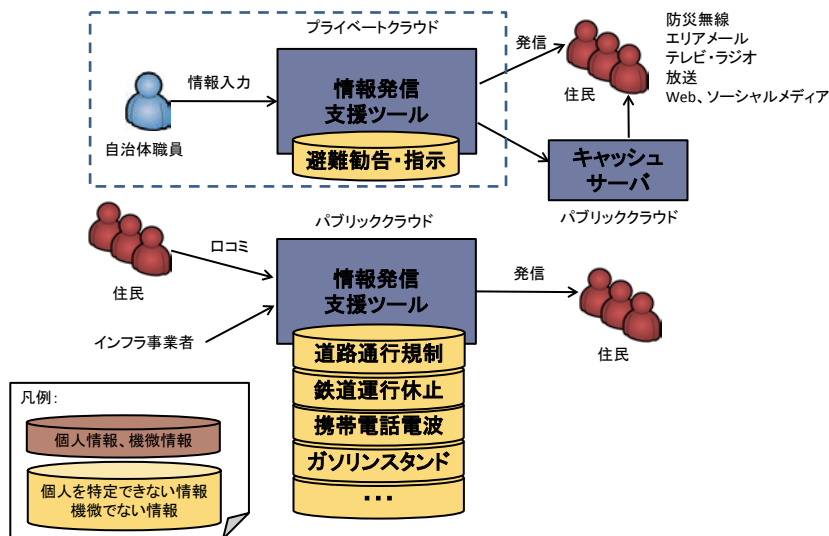 プライベートクラウド
自治体職員
情報入力
情報発信
支援ツール
避難勧告・指示
発信
住民
防災無線
エリアメール
テレビ・ラジオ
放送
Web、ソーシャルメディア
キャッシュ
サーバ
パブリッククラウド
住民
口コミ
インフラ事業者
パブリッククラウド
情報発信
支援ツール
道路通行規制
鉄道運行休止
携帯電話電波
ガソリンスタンド
・・・
発信
住民
凡例:
個人情報、機微情報
個人を特定できない情報
機微でない情報